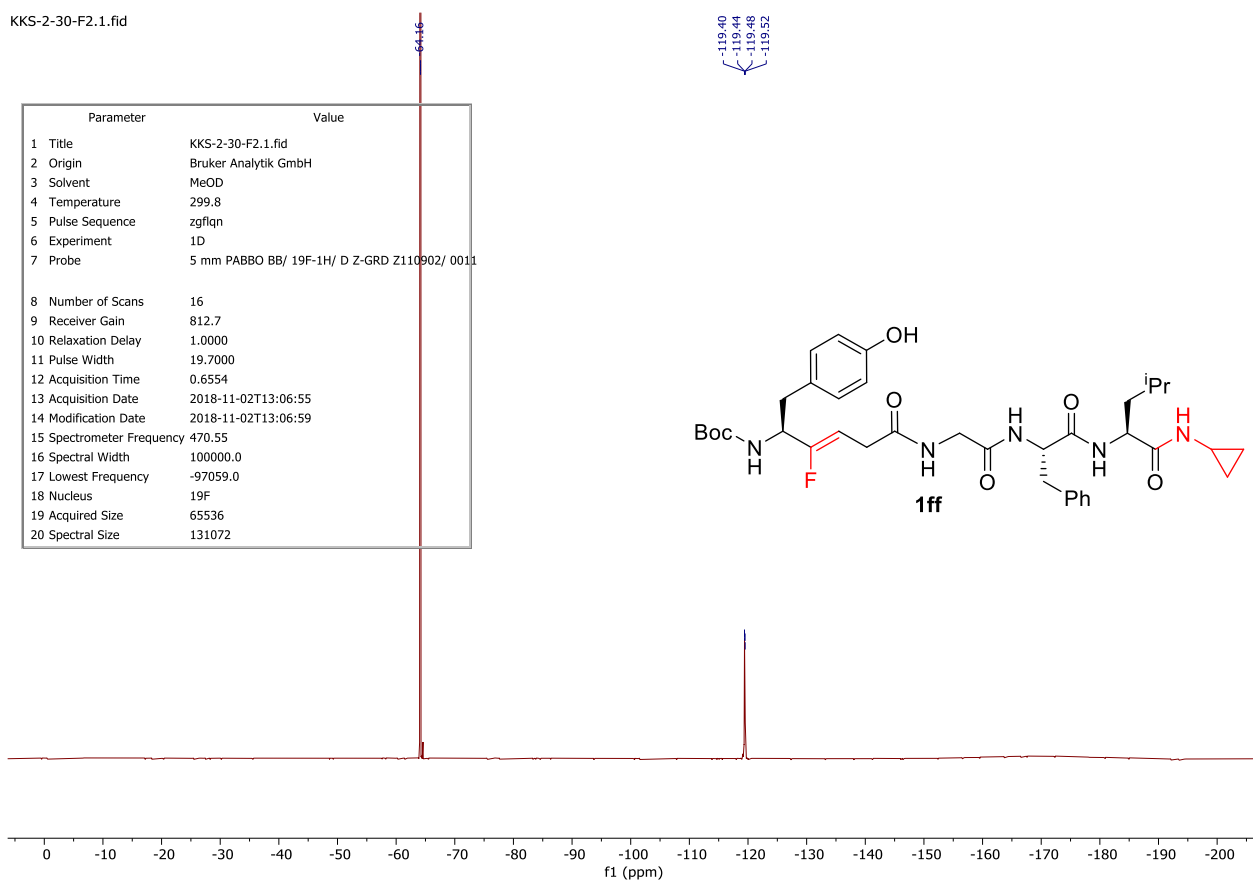 KKS-2-30-F2.1.fid
-64.16
-119.40
-119.44
-119.48
-119.52
Parameter Value
1 Title KKS-2-30-F2.1.fid
2 Origin Bruker Analytik GmbH
3 Solvent MeOD
4 Temperature 299.8
5 Pulse Sequence zgflqn
6 Experiment 1D
7 Probe 5 mm PABBO BB/ 19F-1H/ D Z-GRD Z110902/ 0011
8 Number of Scans 16
9 Receiver Gain 812.7
10 Relaxation Delay 1.0000
11 Pulse Width 19.7000
12 Acquisition Time 0.6554
13 Acquisition Date 2018-11-02T13:06:55
14 Modification Date 2018-11-02T13:06:59
15 Spectrometer Frequency 470.55
16 Spectral Width 100000.0
17 Lowest Frequency -97059.0
18 Nucleus 19F
19 Acquired Size 65536
20 Spectral Size 131072
OH
iPr
O H O H
Boc N N N
H F H O Ph H O
1ff
0 -10 -20 -30 -40 -50 -60 -70 -80 -90 -100 -110 -120 -130 -140 -150 -160 -170 -180 -190 -200
f1 (ppm)